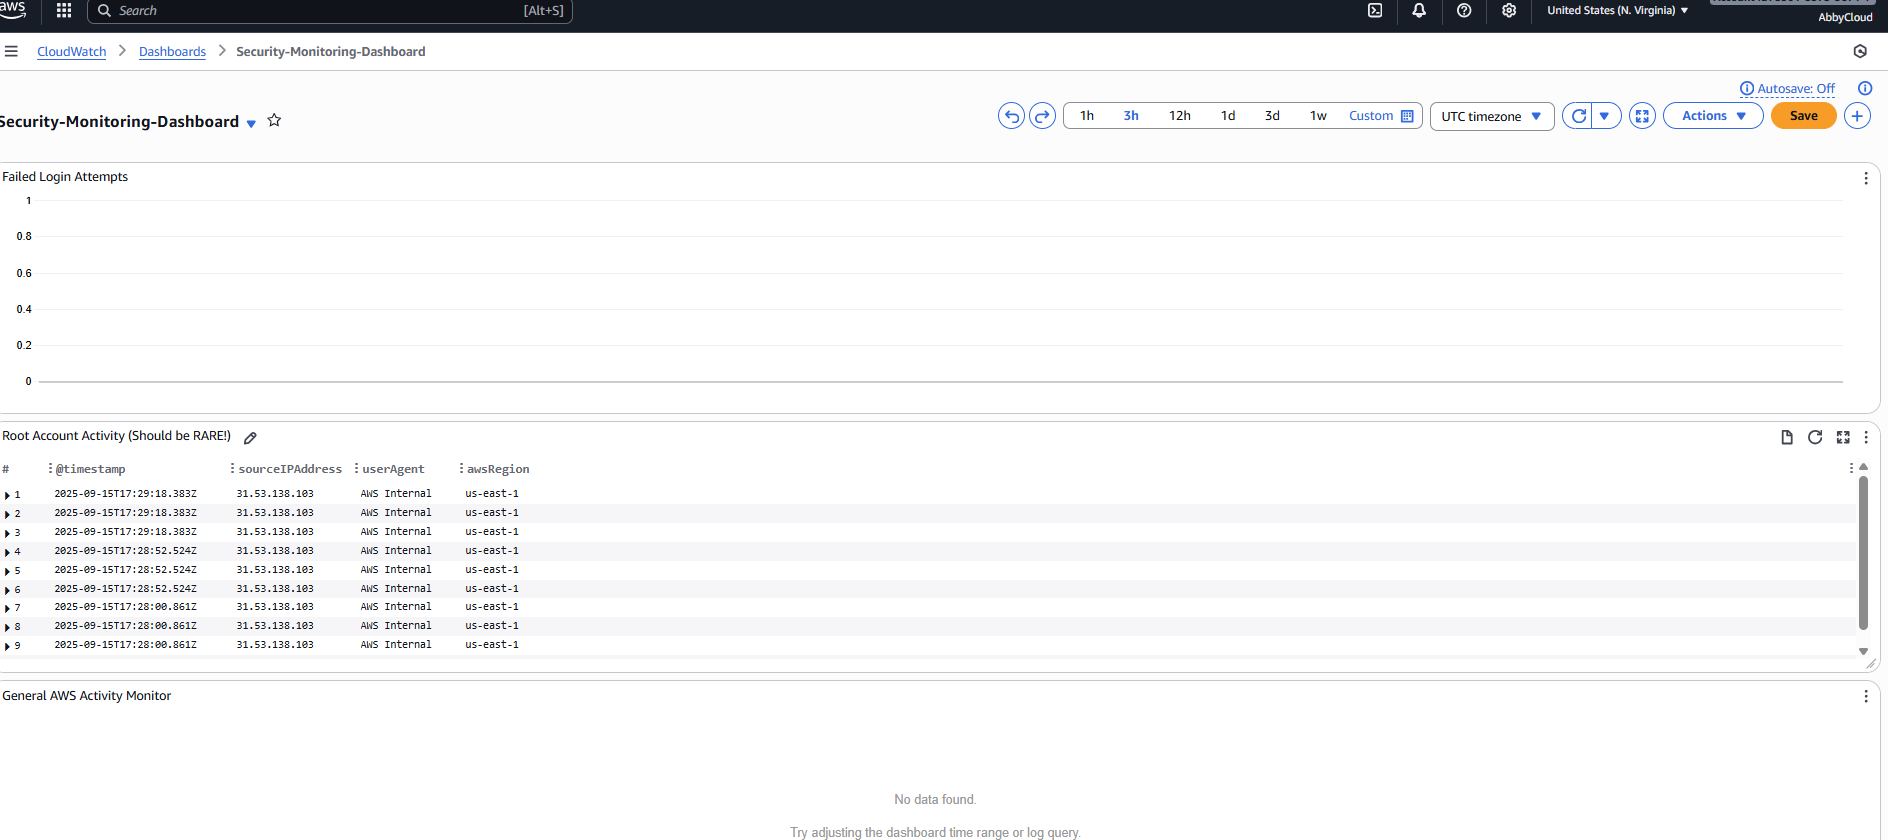 aws
Search [Alt+S] United States (N. Virginia)
AbbyCloud
CloudWatch Dashboards Security-Monitoring-Dashboard
Autosave: Off
Security-Monitoring-Dashboard 1h 3h 12h 1d 3d 1w Custom UTC timezone Actions Save
Failed Login Attempts
1
0.8
0.6
0.4
0.2
0
Root Account Activity (Should be RARE!)
# @timestamp sourceIPAddress userAgent awsRegion
1 2025-09-15T17:29:18.383Z 31.53.138.103 AWS Internal us-east-1
2 2025-09-15T17:29:18.383Z 31.53.138.103 AWS Internal us-east-1
3 2025-09-15T17:29:18.383Z 31.53.138.103 AWS Internal us-east-1
4 2025-09-15T17:28:52.524Z 31.53.138.103 AWS Internal us-east-1
5 2025-09-15T17:28:52.524Z 31.53.138.103 AWS Internal us-east-1
6 2025-09-15T17:28:52.524Z 31.53.138.103 AWS Internal us-east-1
7 2025-09-15T17:28:00.861Z 31.53.138.103 AWS Internal us-east-1
8 2025-09-15T17:28:00.861Z 31.53.138.103 AWS Internal us-east-1
9 2025-09-15T17:28:00.861Z 31.53.138.103 AWS Internal us-east-1
General AWS Activity Monitor
No data found.
Try adjusting the dashboard time range or log query.